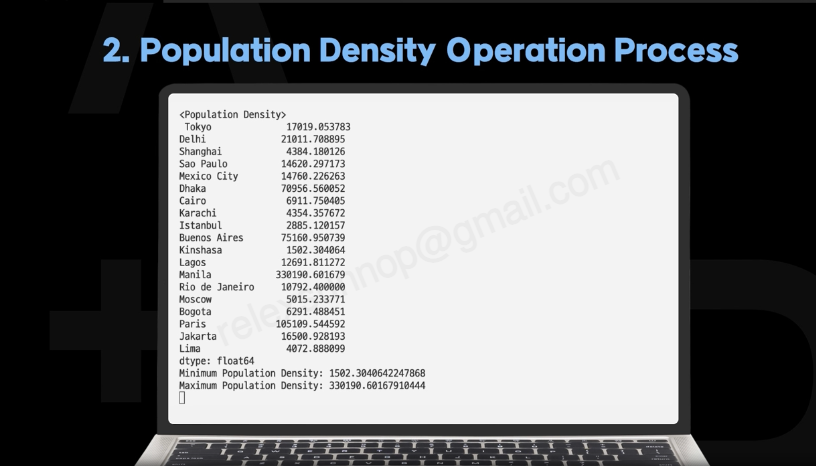 2. Population Density Operation Process
<Population Density>
Tokyo 17019.053783
Delhi 21011.708895
Shanghai 4384.180126
Sao Paulo 14620.297173
Mexico City 14760.226263
Dhaka 70956.560052
Cairo 6911.750405
Karachi 4354.357672
Istanbul 2885.120157
Buenos Aires 75160.950739
Kinshasa 1502.304064
Lagos 12691.811272
Manila 330190.601679
Rio de Janeiro 10792.400000
Moscow 5015.233771
Bogota 6291.488451
Paris 105109.544592
Jakarta 16500.928193
Lima 4072.888099
dtype: float64
Minimum Population Density: 1502.3040642247868
Maximum Population Density: 330190.60167910444